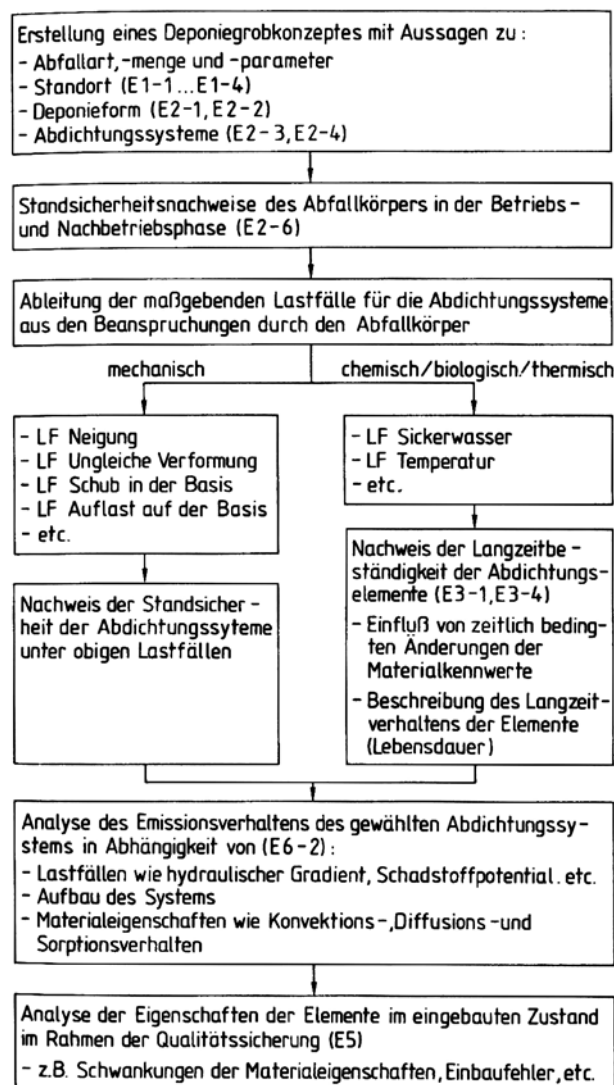 Erstellung eines Deponiegrobkonzeptes mit Aussagen zu :
- Abfallart,-menge und -parameter
- Standort (E1-1...E1-4)
- Deponieform (E2-1,E2-2)
- Abdichtungssysteme (E2-3,E2-4)
Standsicherheitsnachweise des Abfallkörpers in der Betriebs-
und Nachbetriebsphase (E2-6)
Ableitung der maßgebenden Lastfälle für die Abdichtungssysteme
aus den Beanspruchungen durch den Abfallkörper
mechanisch
- LF Neigung
- LF Ungleiche Verformung
- LF Schub in der Basis
- LF Auflast auf der Basis
- etc.
Nachweis der Standsicher-
heit der Abdichtungssyteme
unter obigen Lastfällen
chemisch/biologisch/thermisch
- LF Sickerwasser
- LF Temperatur
- etc.
Nachweis der Langzeitbe-
ständigkeit der Abdichtungs-
elemente (E3-1,E3-4)
- Einfluß von zeitlich beding-
ten Änderungen der
Materialkennwerte
- Beschreibung des Langzeit-
verhaltens der Elemente
(Lebensdauer)
Analyse des Emissionsverhaltens des gewählten Abdichtungssy-
stems in Abhängigkeit von (E6-2) :
- Lastfällen wie hydraulischer Gradient, Schadstoffpotential. etc.
- Aufbau des Systems
- Materialeigenschaften wie Konvektions-,Diffusions-und
Sorptionsverhalten
Analyse der Eigenschaften der Elemente im eingebauten Zustand
im Rahmen der Qualitötssicherung (E5)
- z.B. Schwankungen der Materialeigenschaften, Einbaufehler, etc.